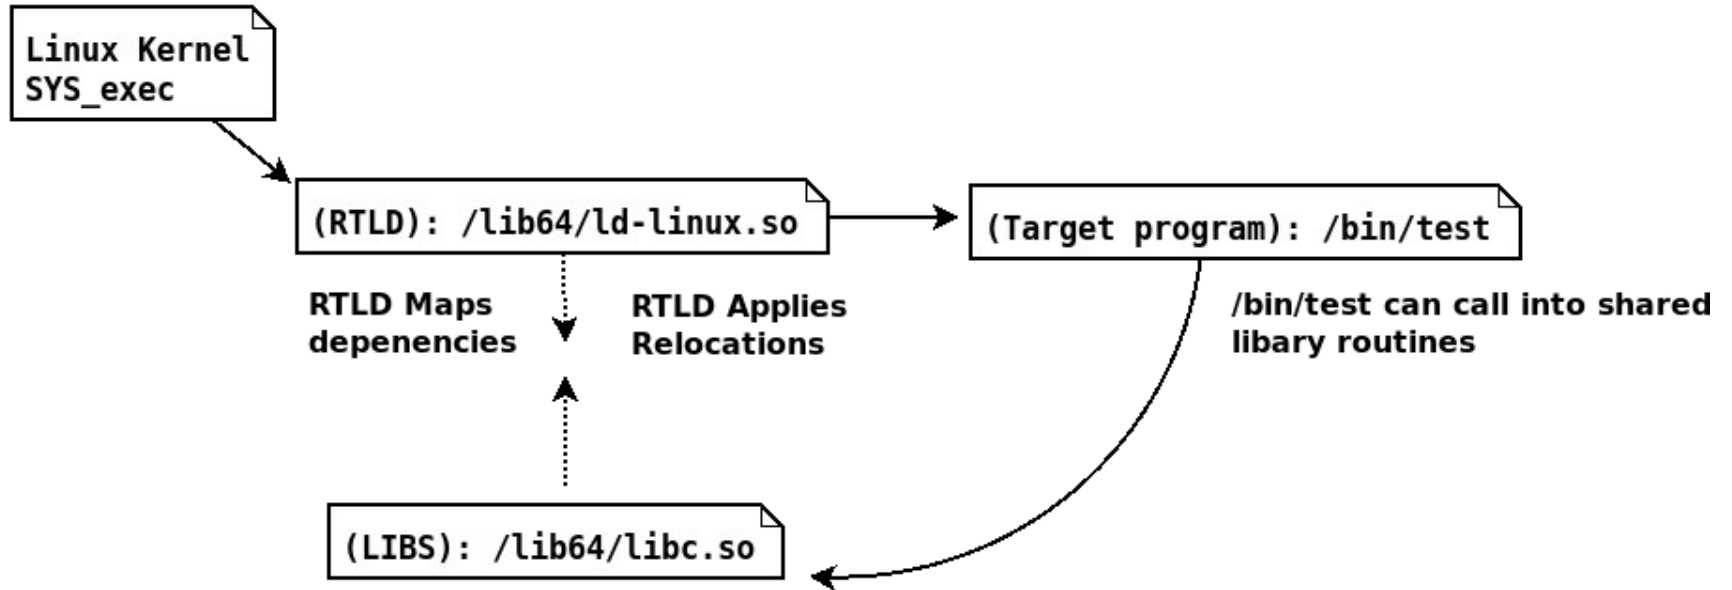 Linux Kernel
SYS_exec
(RTLD): /lib64/ld-linux.so
(Target program): /bin/test
RTLD Maps
depenencies
RTLD Applies
Relocations
/bin/test can call into shared
libary routines
(LIBS): /lib64/libc.so